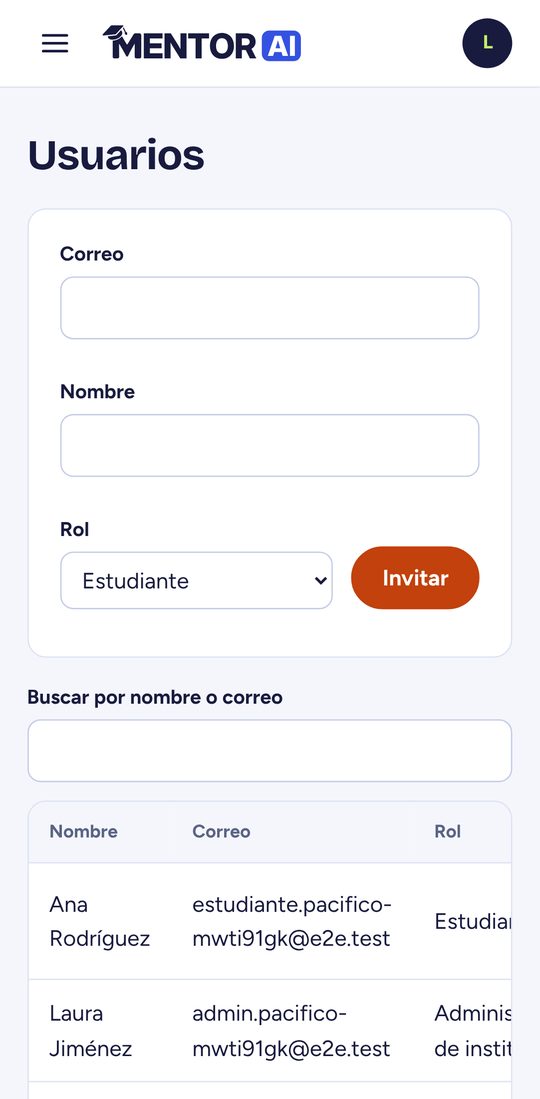 MENTOR AI
L
Usuarios
Correo
Nombre
Rol
Estudiante
Invitar
Buscar por nombre o correo
Nombre Correo Rol
Ana
Rodríguez
estudiante.pacifico-
mwti91gk@e2e.test
Laura
Jiménez
admin.pacifico-
mwti91gk@e2e.test
de